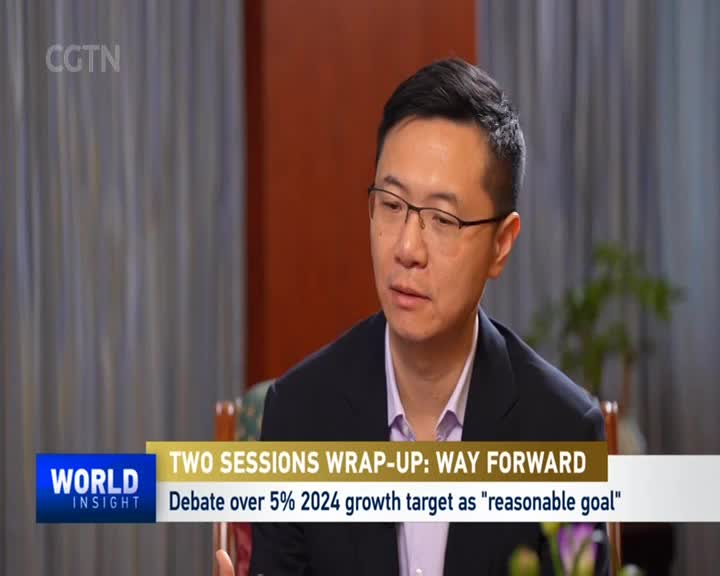 CGTN
TWO SESSIONS WRAP-UP: WAY FORWARD
WORLD
INSIGHT
Debate over 5% 2024 growth target as "reasonable goal"